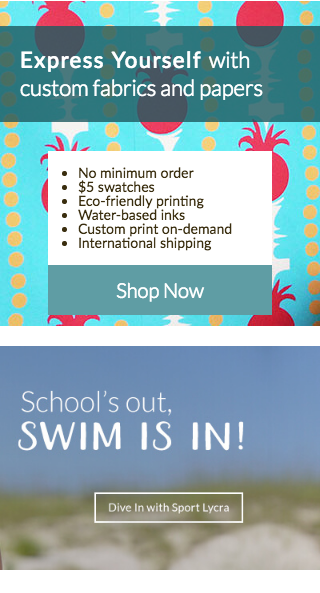 Express Yourself with
custom fabrics and papers
• No minimum order
• $5 swatches
• Eco-friendly printing
• Water-based inks
• Custom print on-demand
• International shipping
Shop Now
School's out,
SWIM IS IN!
Dive In with Sport Lycra